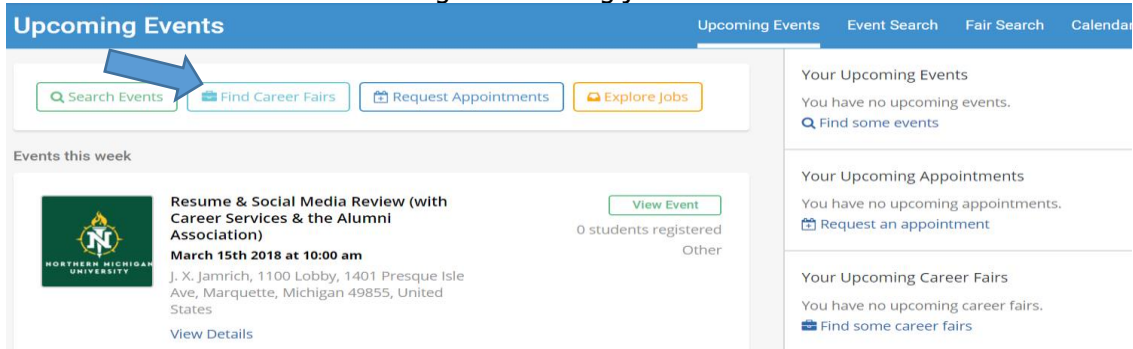 Upcoming Events
Upcoming Events Event Search Fair Search Calendar
Search Events Find Career Fairs Request Appointments Explore Jobs
Events this week
NORTHERN MICHIGAN
UNIVERSITY
Resume & Social Media Review (with
Career Services & the Alumni
Association)
March 15th 2018 at 10:00 am
J. X. Jamrich, 1100 Lobby, 1401 Presque Isle
Ave, Marquette, Michigan 49855, United
States
View Details
View Event
0 students registered
Other
Your Upcoming Events
You have no upcoming events.
Find some events
Your Upcoming Appointments
You have no upcoming appointments.
Request an appointment
Your Upcoming Career Fairs
You have no upcoming career fairs.
Find some career fairs